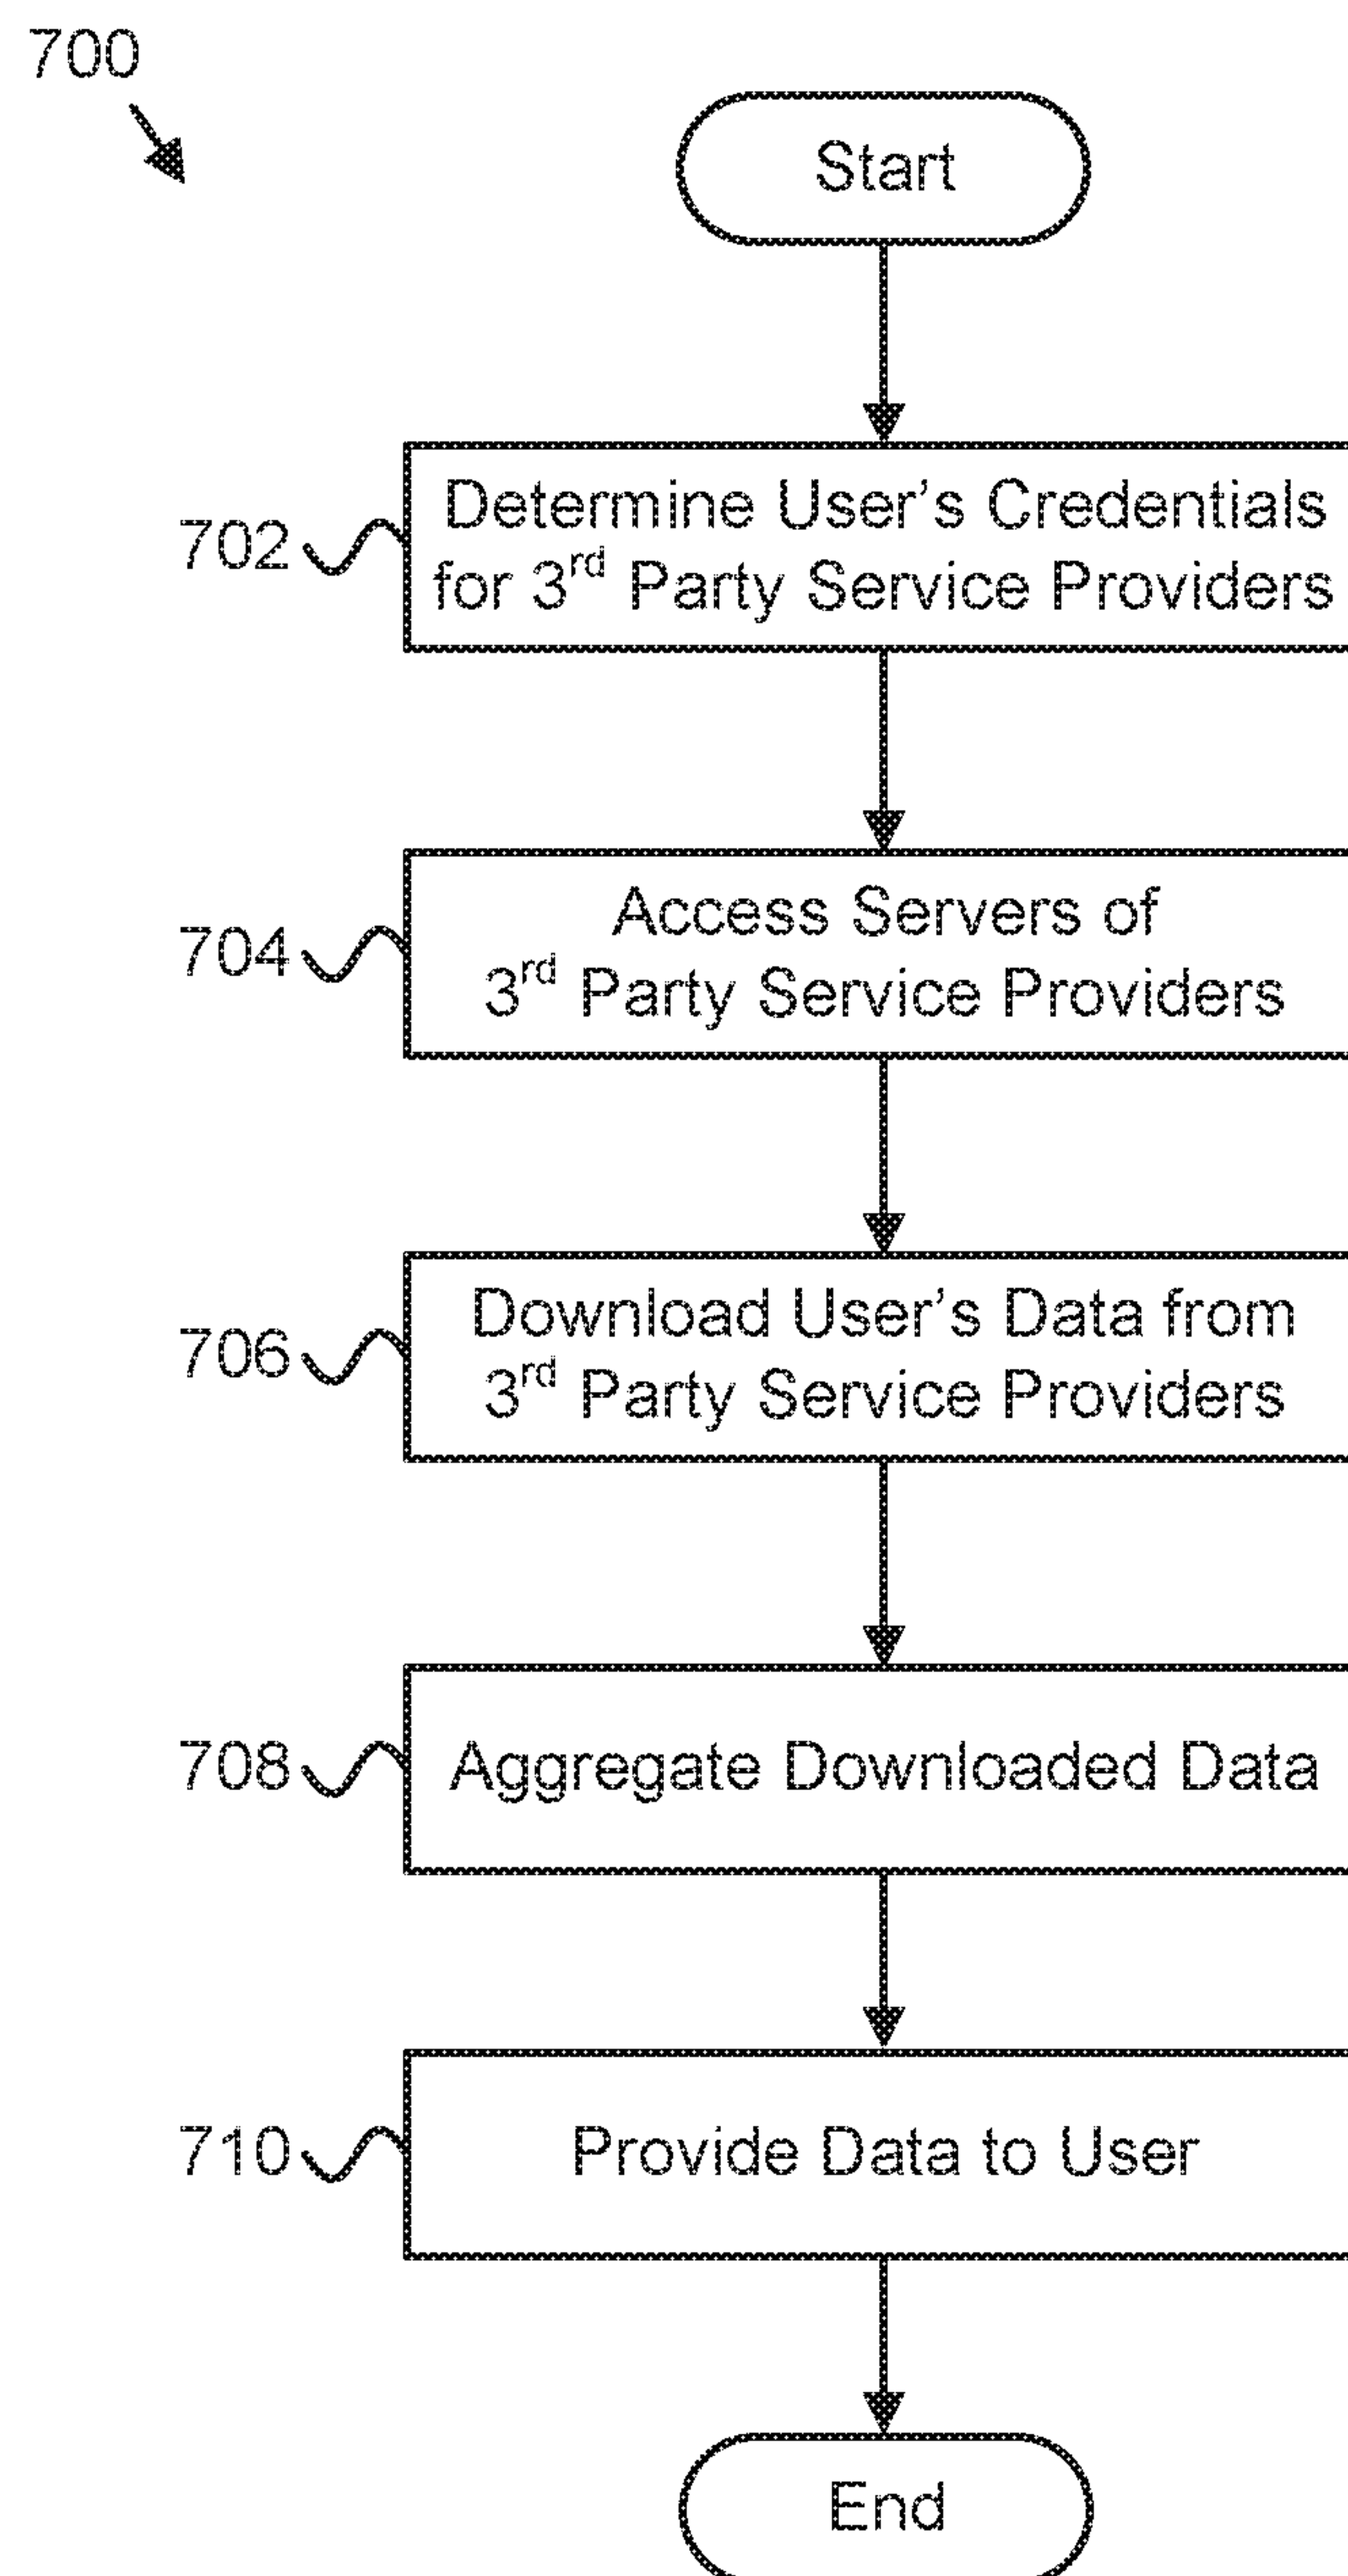 700
Start
702
Determine User's Credentials
for 3rd Party Service Providers
704
Access Servers of
3rd Party Service Providers
706
Download User's Data from
3rd Party Service Providers
708
Aggregate Downloaded Data
710
Provide Data to User
End